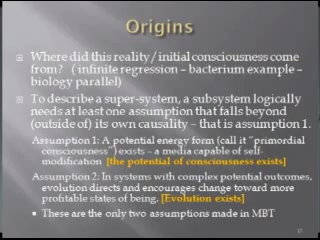 Origins
Where did this reality/initial consciousness come
from? ( infinite regression – bacterium example –
biology parallel)
To describe a super-system, a subsystem logically
needs at least one assumption that falls beyond
(outside of) its own causality – that is assumption 1.
Assumption 1: A potential energy form (call it "primordial
consciousness") exists – a media capable of self-
modification [the potential of consciousness exists]
Assumption 2: In systems with complex potential outcomes,
evolution directs and encourages change toward more
profitable states of being. [Evolution exists]
These are the only two assumptions made in MBT
17